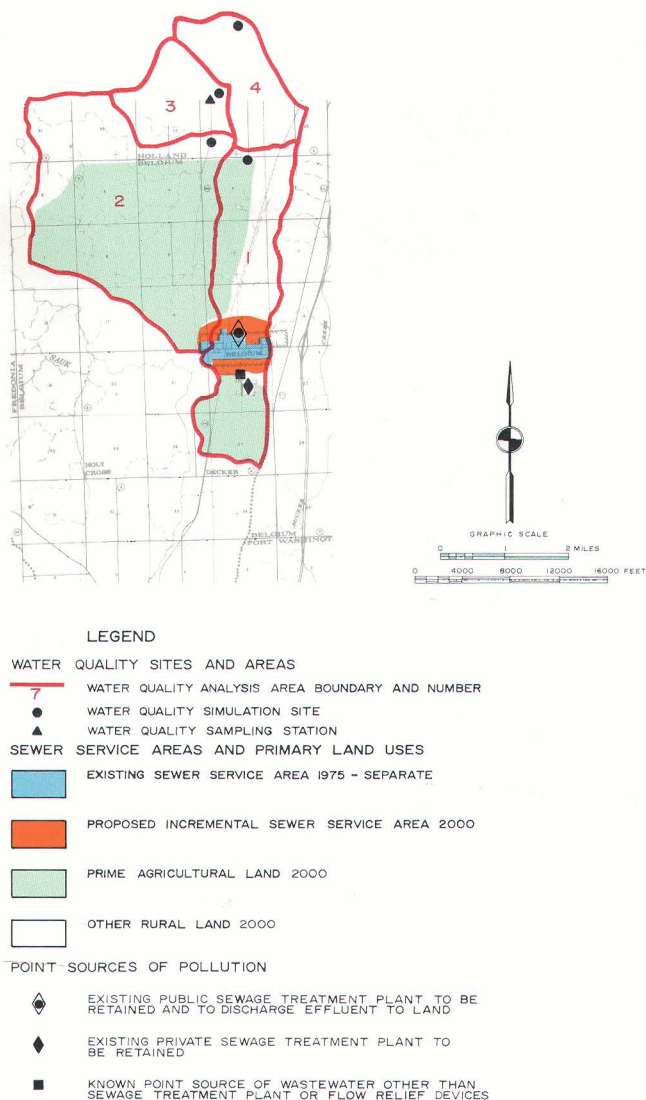 4
3
HOLLAND
BELGIUM
2
1
BELGIUM
SAUK
FREDONIA
BELGIUM
HOLY
CROSS
DECKER
BELGIUM
PORT WASHINGT
GRAPHIC SCALE
0 1 2 MILES
0 4000 8000 12000 16000 FEET
LEGEND
WATER QUALITY SITES AND AREAS
7 WATER QUALITY ANALYSIS AREA BOUNDARY AND NUMBER
WATER QUALITY SIMULATION SITE
WATER QUALITY SAMPLING STATION
SEWER SERVICE AREAS AND PRIMARY LAND USES
EXISTING SEWER SERVICE AREA 1975 - SEPARATE
PROPOSED INCREMENTAL SEWER SERVICE AREA 2000
PRIME AGRICULTURAL LAND 2000
OTHER RURAL LAND 2000
POINT SOURCES OF POLLUTION
EXISTING PUBLIC SEWAGE TREATMENT PLANT TO BE
RETAINED AND TO DISCHARGE EFFLUENT TO LAND
EXISTING PRIVATE SEWAGE TREATMENT PLANT TO
BE RETAINED
KNOWN POINT SOURCE OF WASTEWATER OTHER THAN
SEWAGE TREATMENT PLANT OR FLOW RELIEF DEVICES